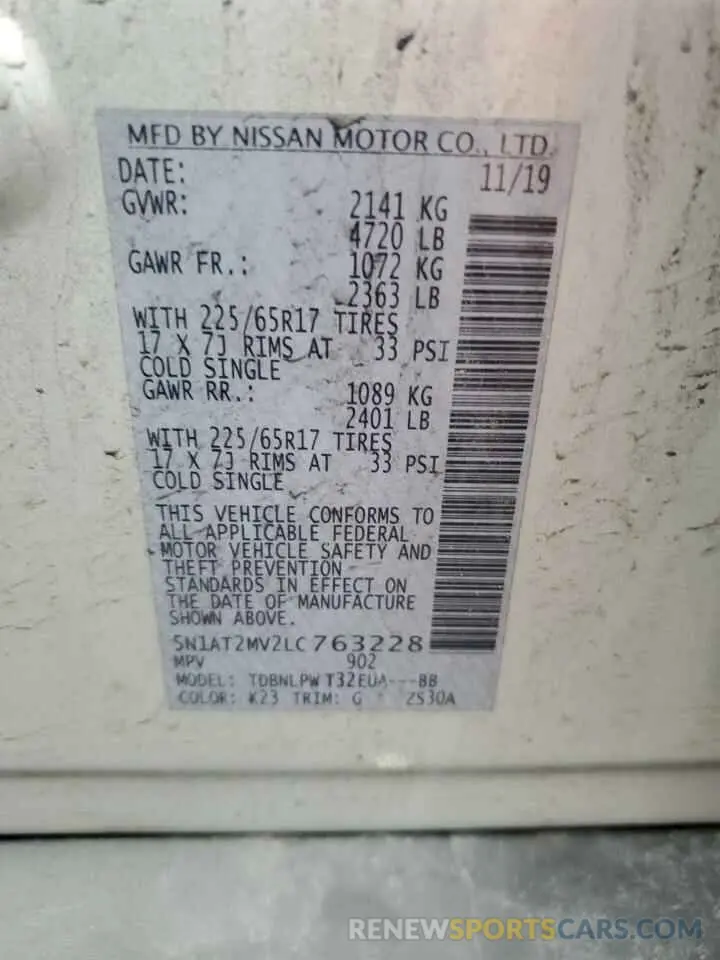 MFD BY NISSAN MOTOR CO., LTD.
DATE: 11/19
GVWR: 2141 KG
4720 LB
GAWR FR.: 1072 KG
2363 LB
WITH 225/65R17 TIRES
17 X 7J RIMS AT 33 PSI
COLD SINGLE
GAWR RR.: 1089 KG
2401 LB
WITH 225/65R17 TIRES
17 X 7J RIMS AT 33 PSI
COLD SINGLE
THIS VEHICLE CONFORMS TO
ALL APPLICABLE FEDERAL
MOTOR VEHICLE SAFETY AND
THEFT PREVENTION
STANDARDS IN EFFECT ON
THE DATE OF MANUFACTURE
SHOWN ABOVE.
5N1AT2MV2LC763228
MPV 902
MODEL: TDBNLPW T32EUA---BB
COLOR: K23 TRIM: G 2S30A
RENEWSPORTSCARS.COM